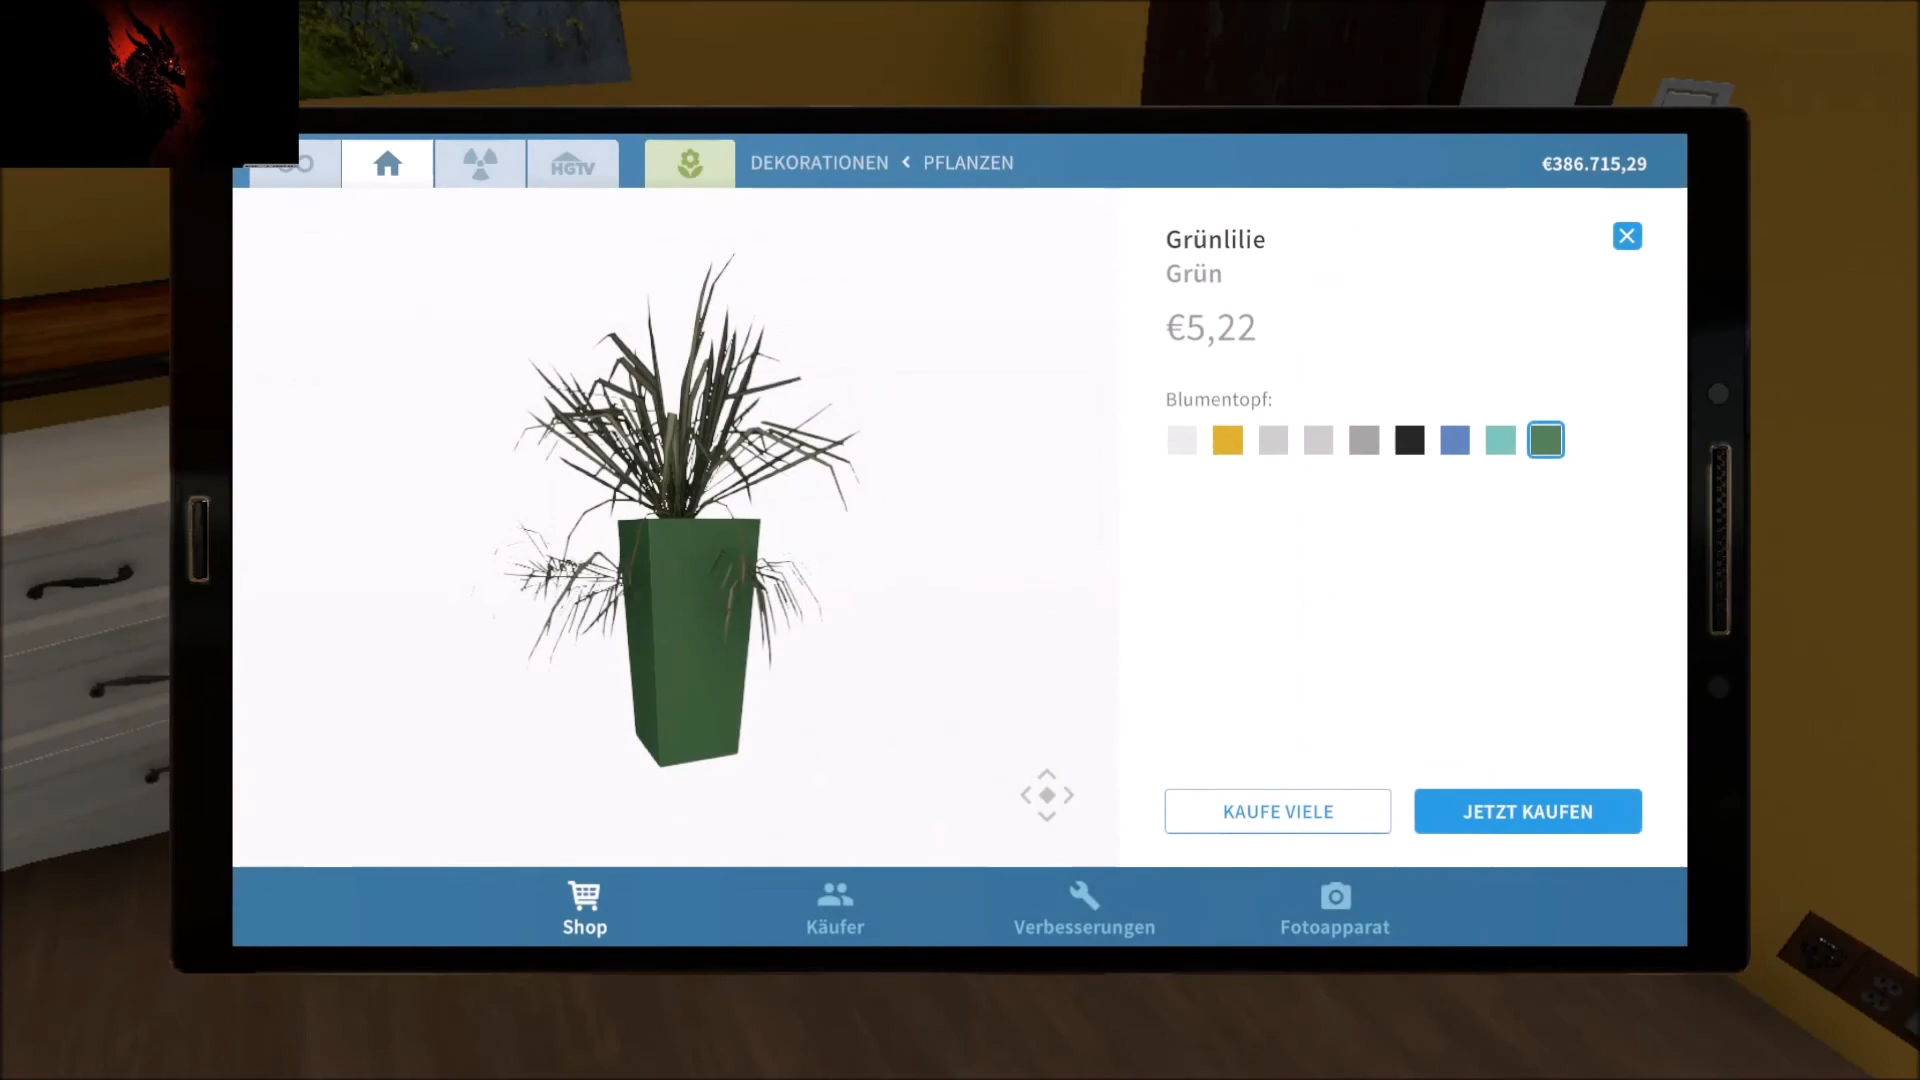 HGTV
DEKORATIONEN < PFLANZEN
€386.715,29
Grünlilie
Grün
€5,22
Blumentopf:
KAUFE VIELE
JETZT KAUFEN
Shop
Käufer
Verbesserungen
Fotoapparat